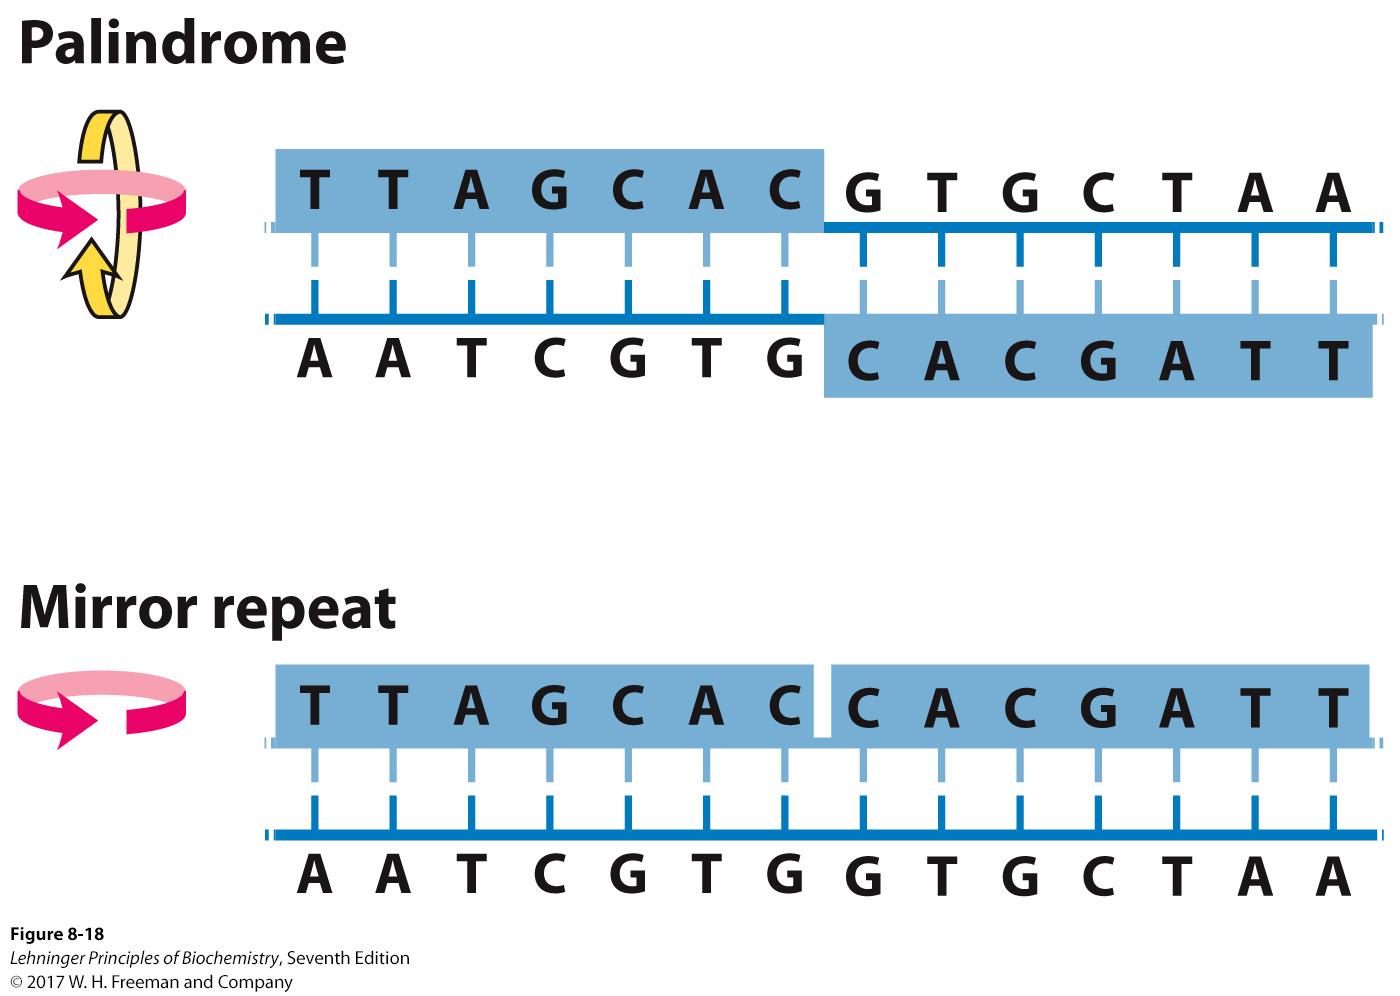 Palindrome
T T A G C A C G T G C T A A
A A T C G T G C A C G A T T
Mirror repeat
T T A G C A C C A C G A T T
A A T C G T G G T G C T A A
Figure 8-18
Lehninger Principles of Biochemistry, Seventh Edition
© 2017 W. H. Freeman and Company